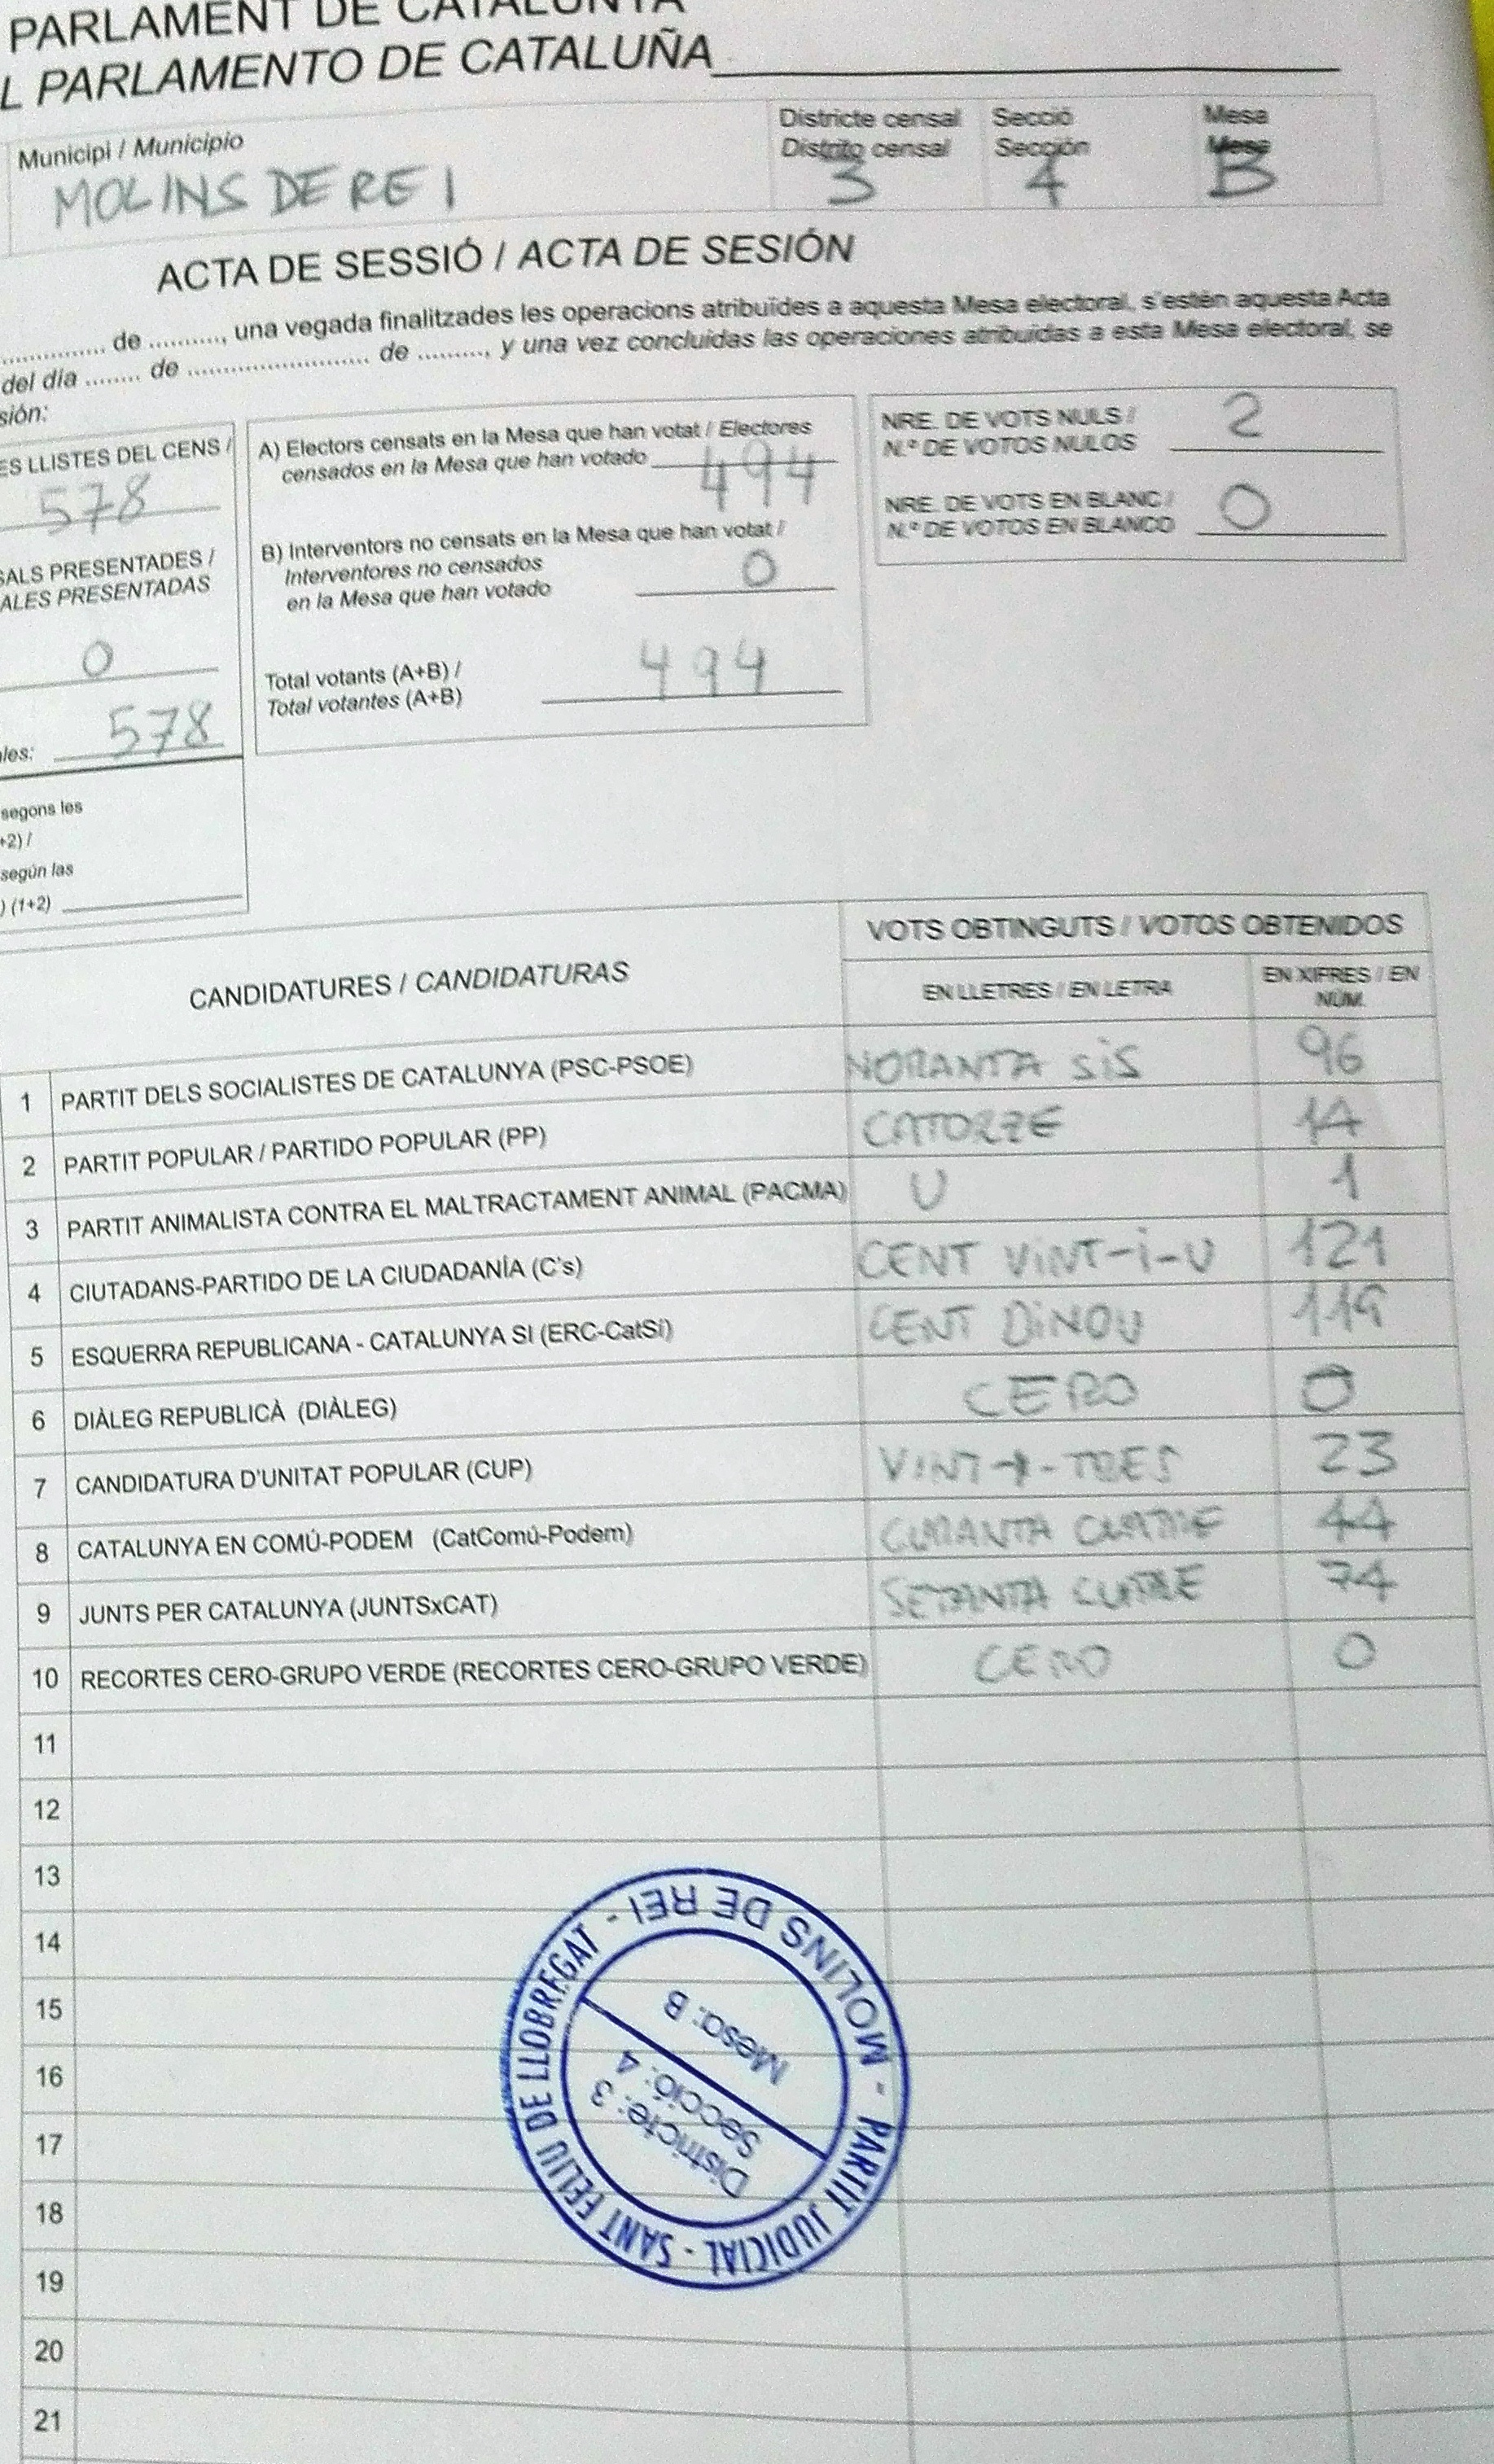 PARLAMENT DE CATALUNYA
L PARLAMENTO DE CATALUÑA
Municipi / Municipio
MOLINS DE REI
Districte censal
Distrito censal
3
Secció
Sección
4
Mesa
Mesa
B
ACTA DE SESSIÓ / ACTA DE SESIÓN
................ de .........., una vegada finalitzades les operacions atribuïdes a aquesta Mesa electoral, s'estén aquesta Acta
del día ........ de ......................... de ........., y una vez concluidas las operaciones atribuidas a esta Mesa electoral, se
sión:
ES LLISTES DEL CENS /
578
SALS PRESENTADES /
ALES PRESENTADAS
0
les: 578
segons les
+2) /
según las
) (1+2)
A) Electors censats en la Mesa que han votat / Electores
censados en la Mesa que han votado 494
B) Interventors no censats en la Mesa que han votat /
Interventores no censados
en la Mesa que han votado 0
Total votants (A+B) /
Total votantes (A+B) 494
NRE. DE VOTS NULS /
N.º DE VOTOS NULOS 2
NRE. DE VOTS EN BLANC /
N.º DE VOTOS EN BLANCO 0
CANDIDATURES / CANDIDATURAS
VOTS OBTINGUTS / VOTOS OBTENIDOS
EN LLETRES / EN LETRA
EN XIFRES / EN
NÚM.
1 PARTIT DELS SOCIALISTES DE CATALUNYA (PSC-PSOE) NORANTA SIS 96
2 PARTIT POPULAR / PARTIDO POPULAR (PP) CATORZE 14
3 PARTIT ANIMALISTA CONTRA EL MALTRACTAMENT ANIMAL (PACMA) U 1
4 CIUTADANS-PARTIDO DE LA CIUDADANÍA (C's) CENT VINT-i-U 121
5 ESQUERRA REPUBLICANA - CATALUNYA SI (ERC-CatSí) CENT DINOU 119
6 DIÀLEG REPUBLICÀ (DIÀLEG) CERO 0
7 CANDIDATURA D'UNITAT POPULAR (CUP) VINT-I-TRES 23
8 CATALUNYA EN COMÚ-PODEM (CatComú-Podem) CURANTA CUATRE 44
9 JUNTS PER CATALUNYA (JUNTSxCAT) SETANTA CUATRE 74
10 RECORTES CERO-GRUPO VERDE (RECORTES CERO-GRUPO VERDE) CERO 0
11
12
13
14
15
16
17
18
19
20
21
MOLINS DE REI - PARTIT JUDICIAL - SANT FELIU DE LLOBREGAT -
Districte: 3
Secció: 4
Mesa: B